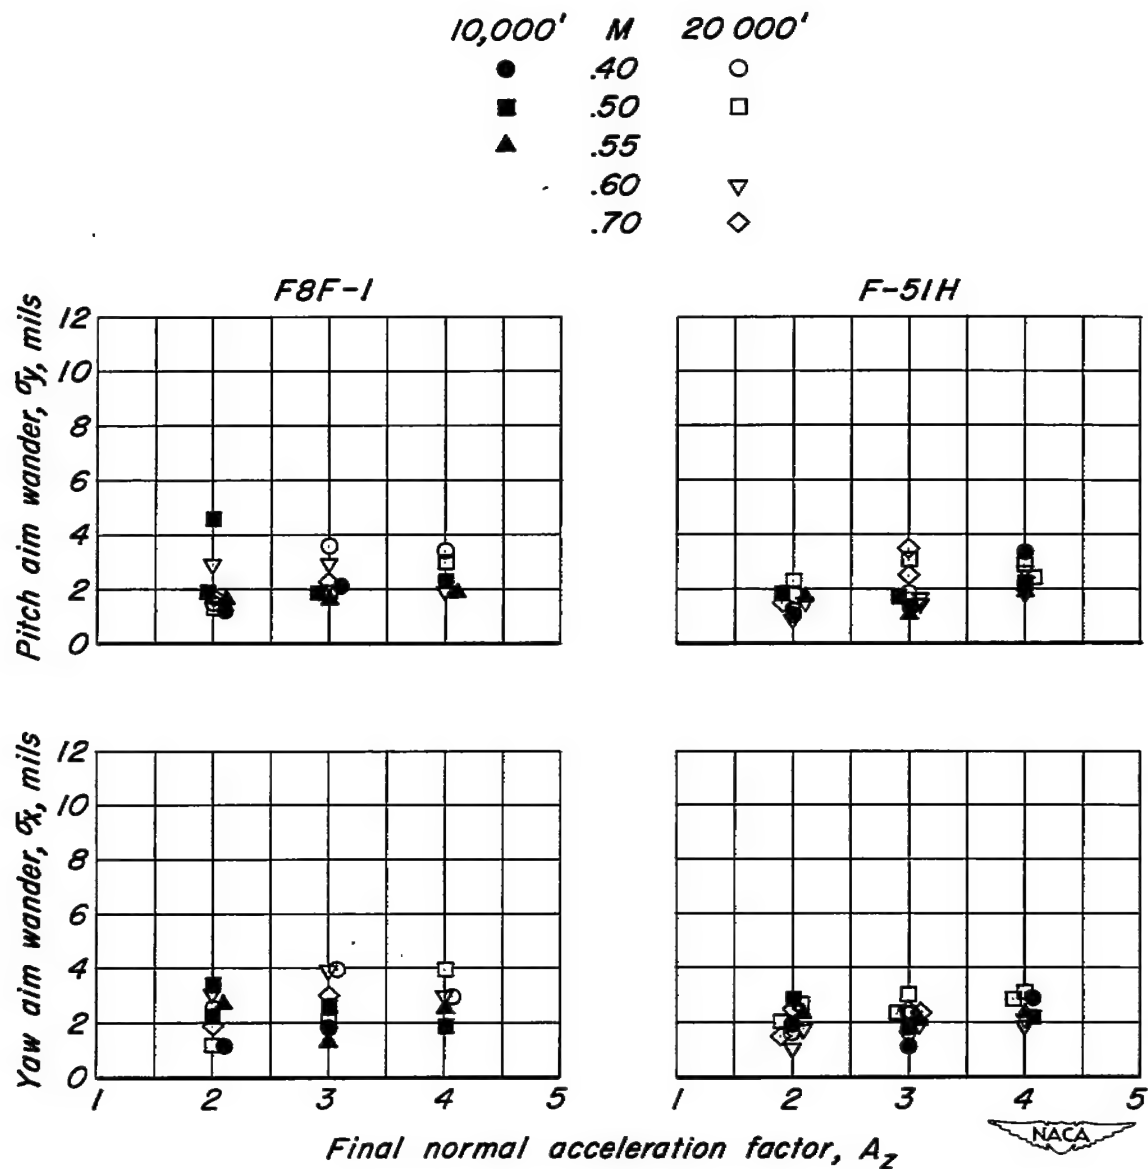 10,000' M 20 000'
.40
.50
.55
.60
.70
F8F-1
F-51H
Pitch aim wander, σy, mils
12
10
8
6
4
2
0
Yaw aim wander, σx, mils
12
10
8
6
4
2
0
1 2 3 4 5
1 2 3 4 5
Final normal acceleration factor, Az
NACA